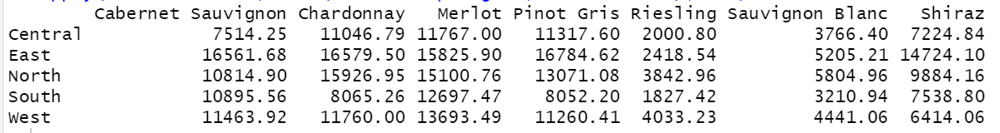 Cabernet Sauvignon Chardonnay Merlot Pinot Gris Riesling Sauvignon Blanc Shiraz
Central 7514.25 11046.79 11767.00 11317.60 2000.80 3766.40 7224.84
East 16561.68 16579.50 15825.90 16784.62 2418.54 5205.21 14724.10
North 10814.90 15926.95 15100.76 13071.08 3842.96 5804.96 9884.16
South 10895.56 8065.26 12697.47 8052.20 1827.42 3210.94 7538.80
West 11463.92 11760.00 13693.49 11260.41 4033.23 4441.06 6414.06